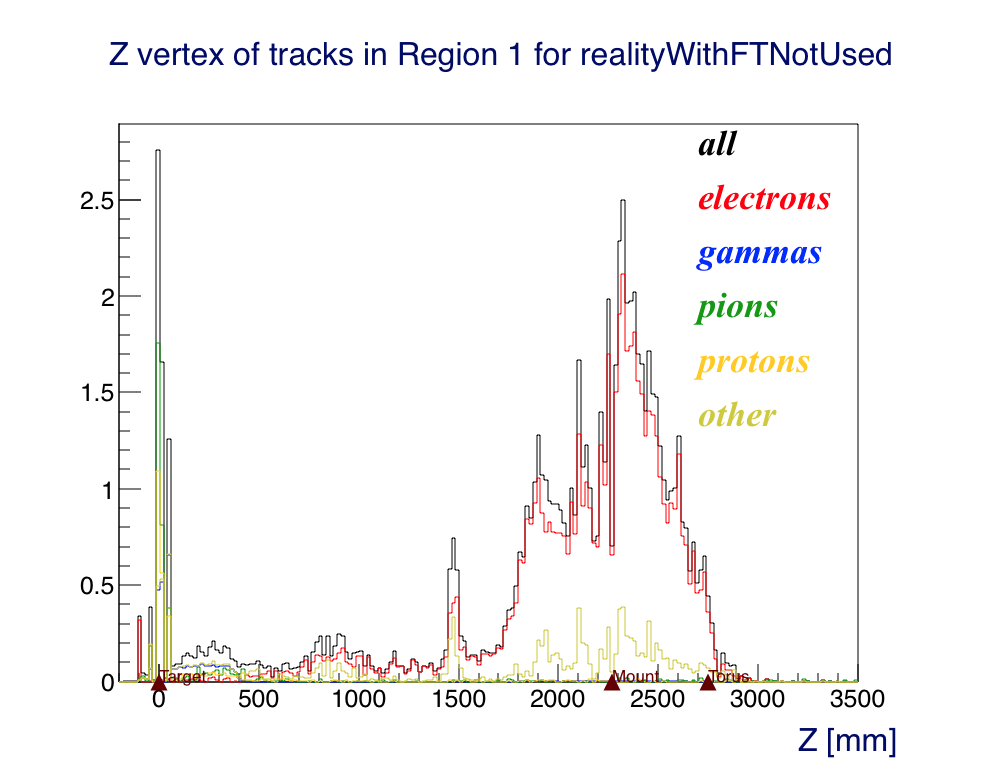 Z vertex of tracks in Region 1 for realityWithFTNotUsed
all
electrons
gammas
pions
protons
other
2.5
2
1.5
1
0.5
0
Target
Mount
Torus
0 500 1000 1500 2000 2500 3000 3500
Z [mm]